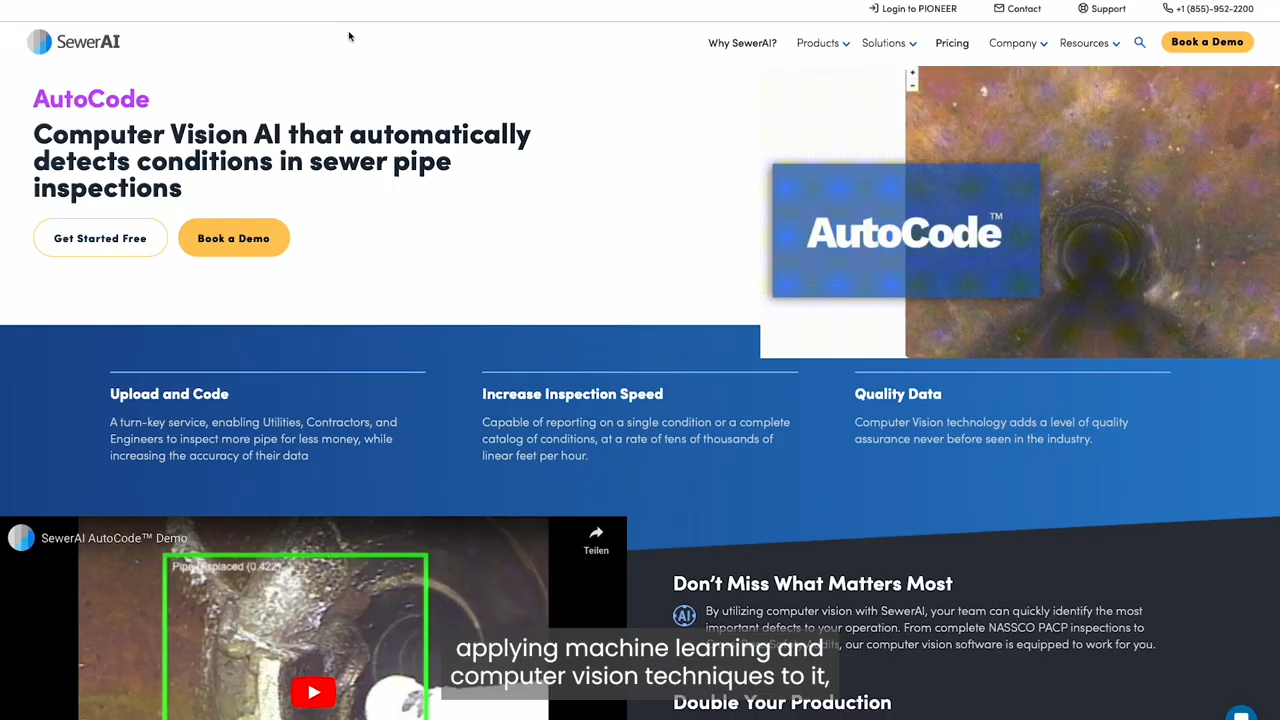 Login to PIONEER
Contact
Support
+1 (855)-952-2200
SewerAI
Why SewerAI?
Products
Solutions
Pricing
Company
Resources
Book a Demo
AutoCode
Computer Vision AI that automatically
detects conditions in sewer pipe
inspections
Get Started Free
Book a Demo
+
-
AutoCode™
Upload and Code
A turn-key service, enabling Utilities, Contractors, and
Engineers to inspect more pipe for less money, while
increasing the accuracy of their data
Increase Inspection Speed
Capable of reporting on a single condition or a complete
catalog of conditions, at a rate of tens of thousands of
linear feet per hour.
Quality Data
Computer Vision technology adds a level of quality
assurance never before seen in the industry.
SewerAI AutoCode™ Demo
Teilen
(0.422)
Don't Miss What Matters Most
AI
By utilizing computer vision with SewerAI, your team can quickly identify the most
important defects to your operation. From complete NASSCO PACP inspections to
our computer vision software is equipped to work for you.
applying machine learning and
computer vision techniques to it,
Double Your Production